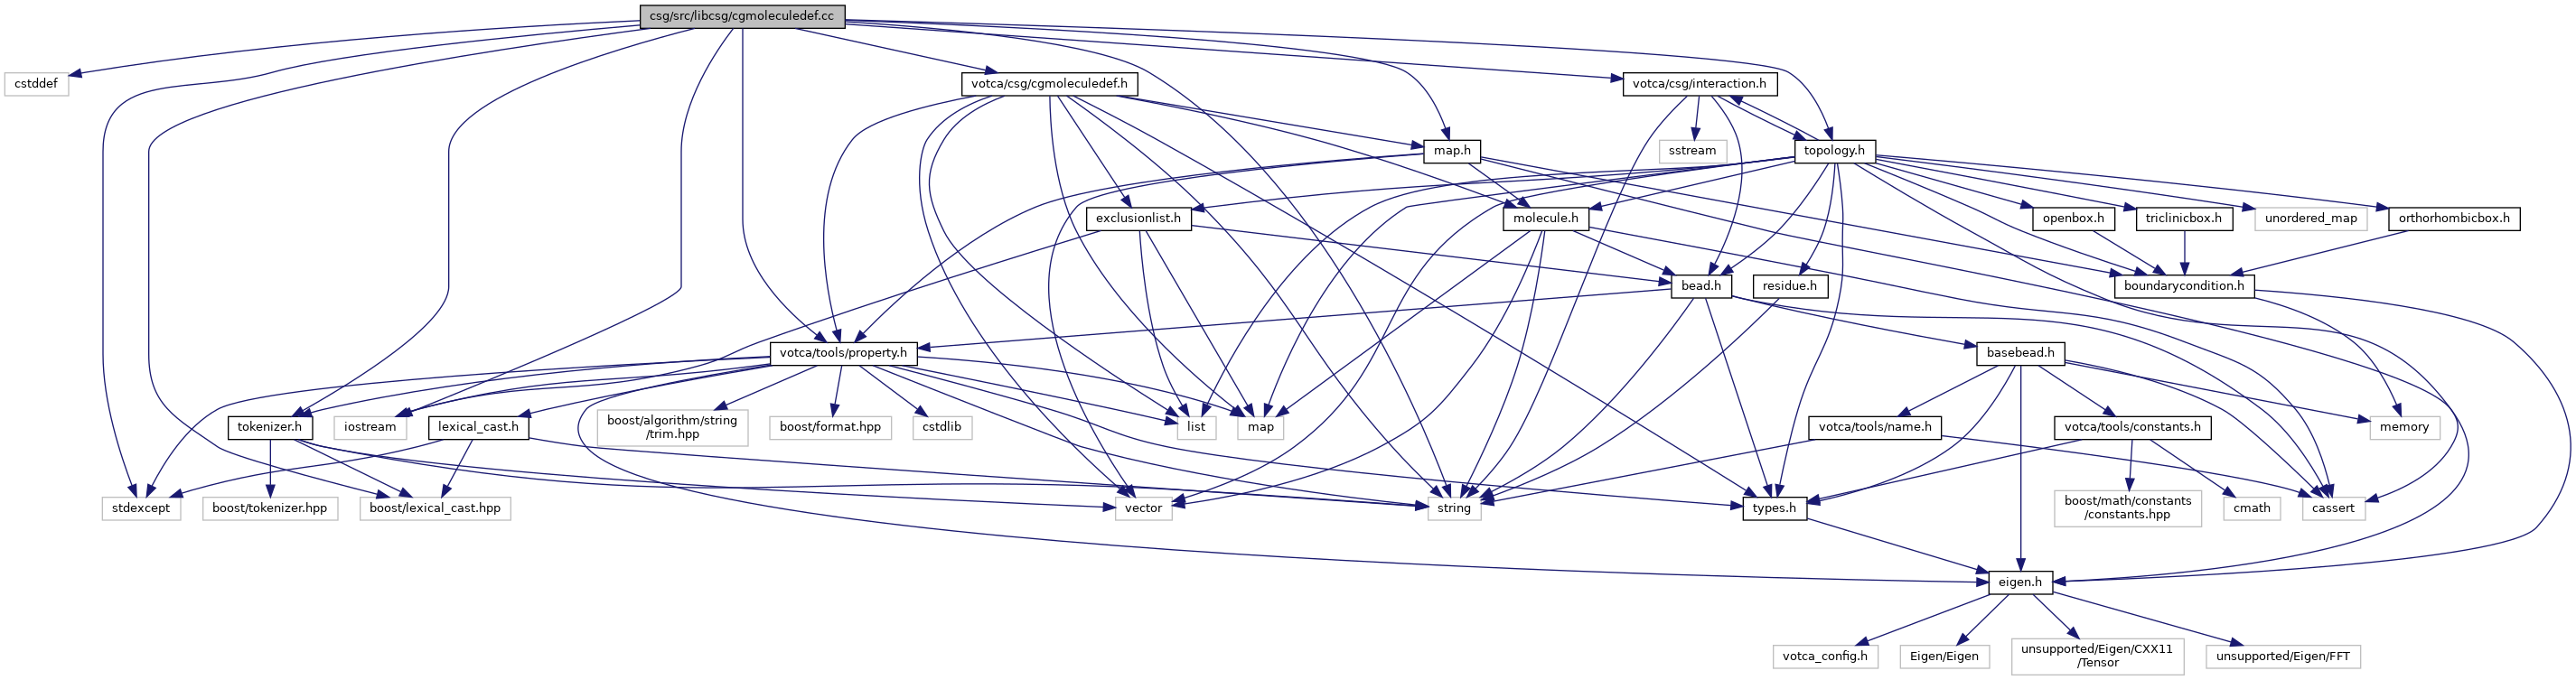 csg/src/libcsg/cgmoleculedef.cc
cstddef
votca/csg/cgmoleculedef.h
votca/csg/interaction.h
map.h
sstream
topology.h
exclusionlist.h
molecule.h
openbox.h
triclinicbox.h
unordered_map
orthorhombicbox.h
bead.h
residue.h
boundarycondition.h
votca/tools/property.h
basebead.h
tokenizer.h
iostream
lexical_cast.h
boost/algorithm/string
/trim.hpp
boost/format.hpp
cstdlib
list
map
votca/tools/name.h
votca/tools/constants.h
memory
stdexcept
boost/tokenizer.hpp
boost/lexical_cast.hpp
vector
string
types.h
boost/math/constants
/constants.hpp
cmath
cassert
eigen.h
votca_config.h
Eigen/Eigen
unsupported/Eigen/CXX11
/Tensor
unsupported/Eigen/FFT